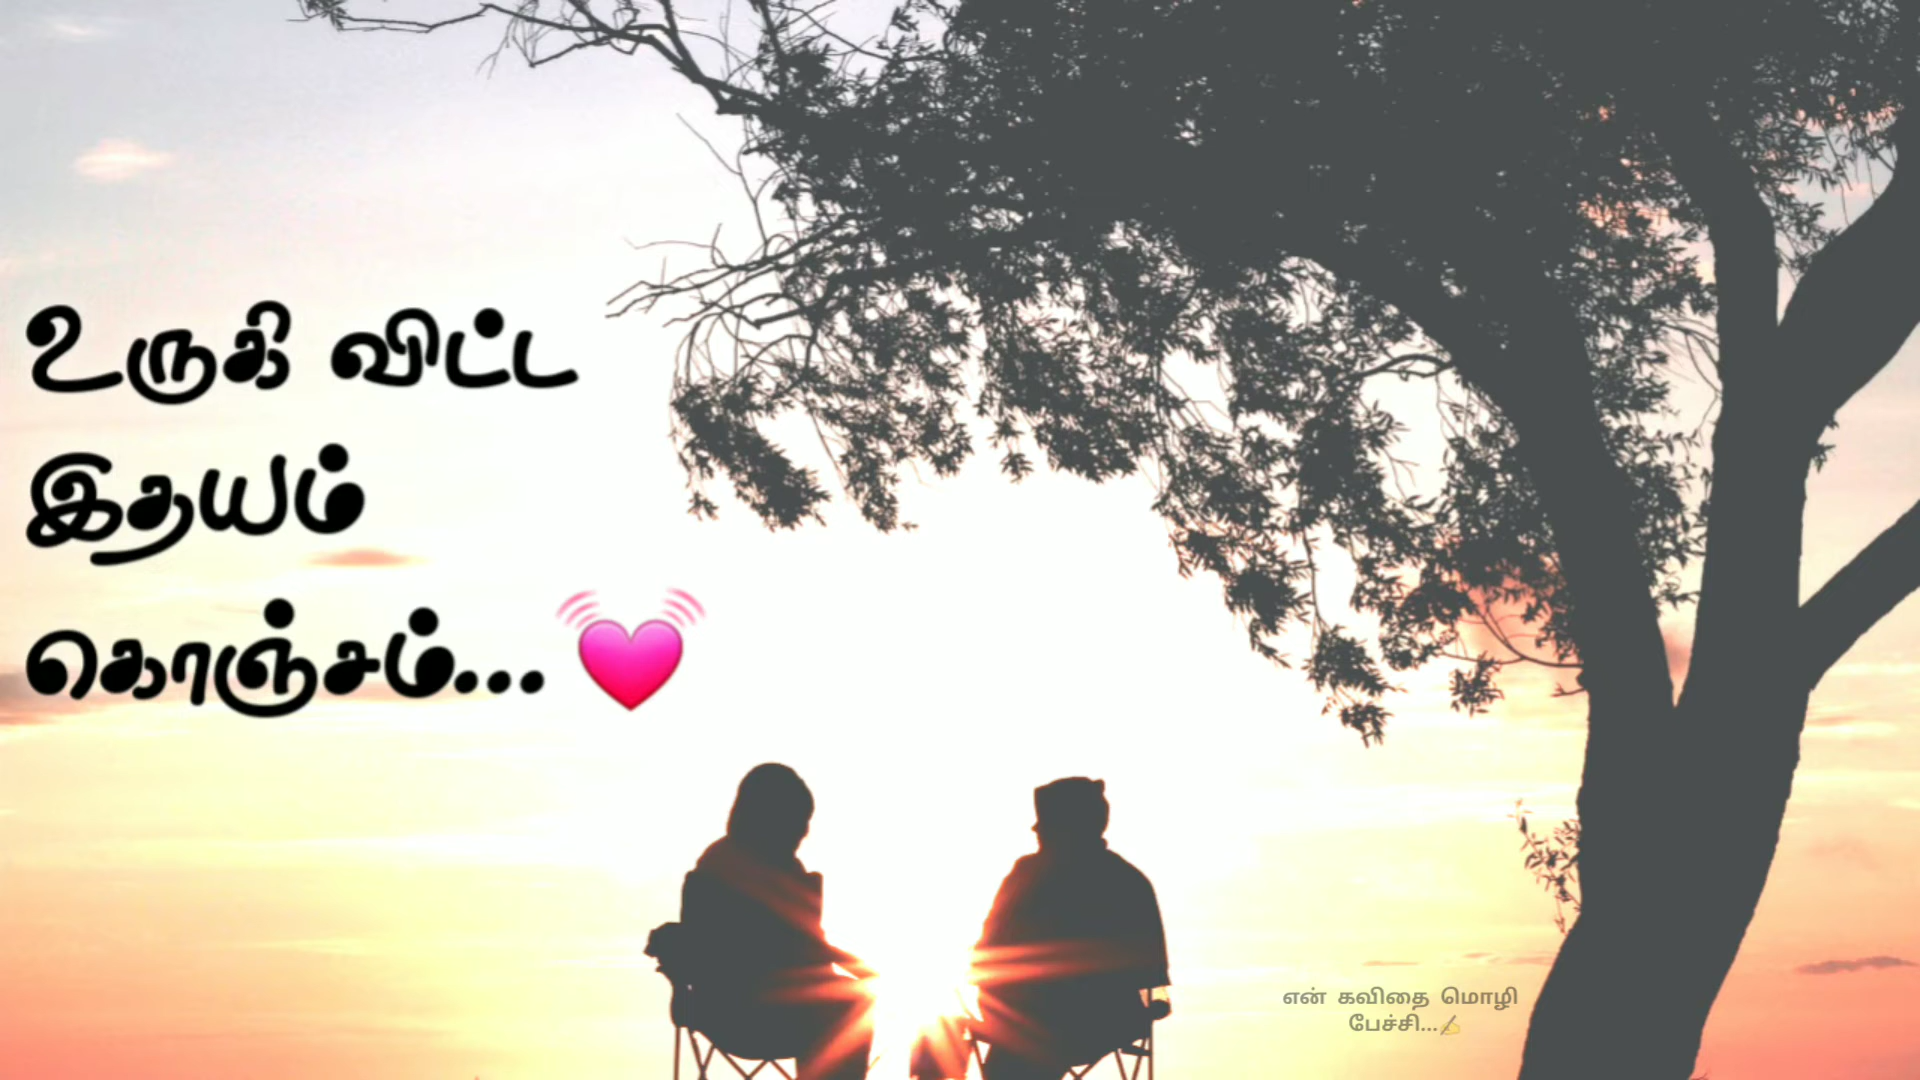 உருகி விட்ட
இதயம்
கொஞ்சம்... 💓
என் கவிதை மொழி
பேச்சி...✍